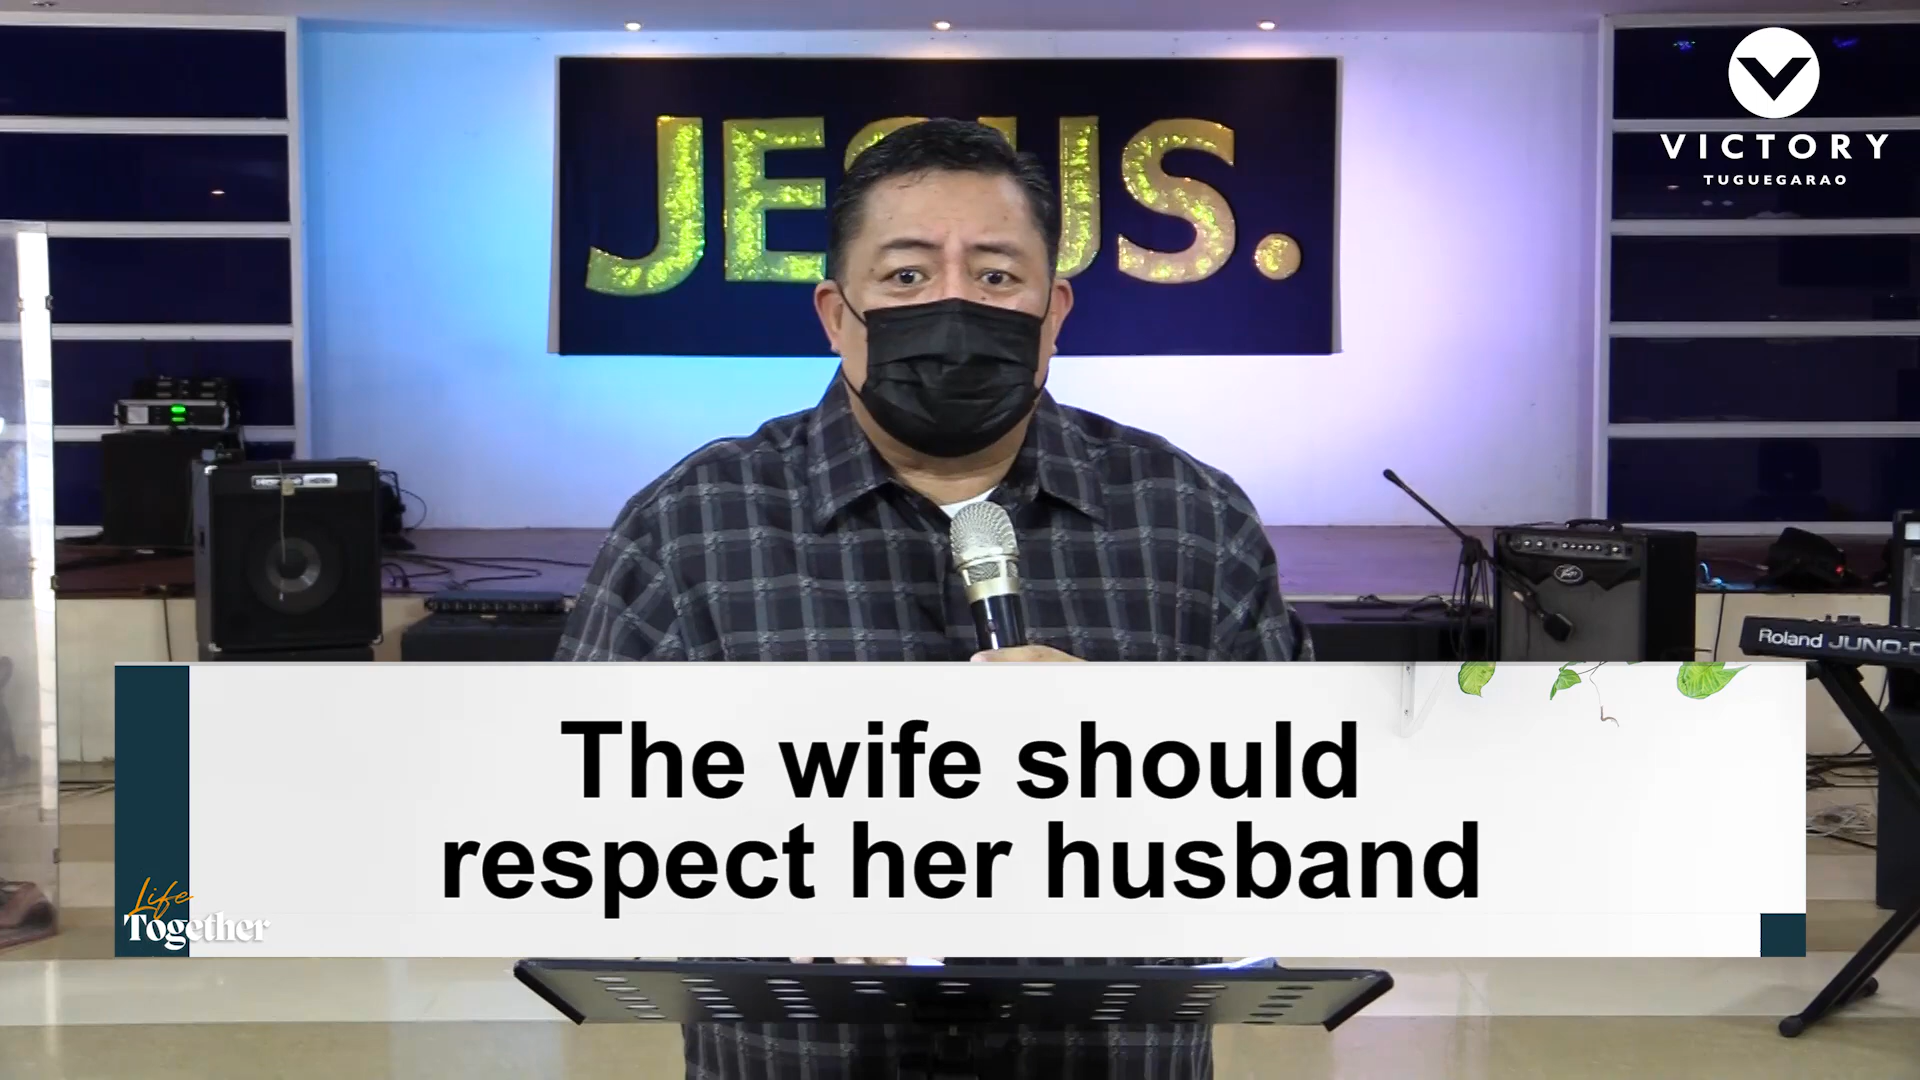 JESUS.
VICTORY
TUGUEGARAO
Roland JUNO-D
The wife should
respect her husband
Life
Together